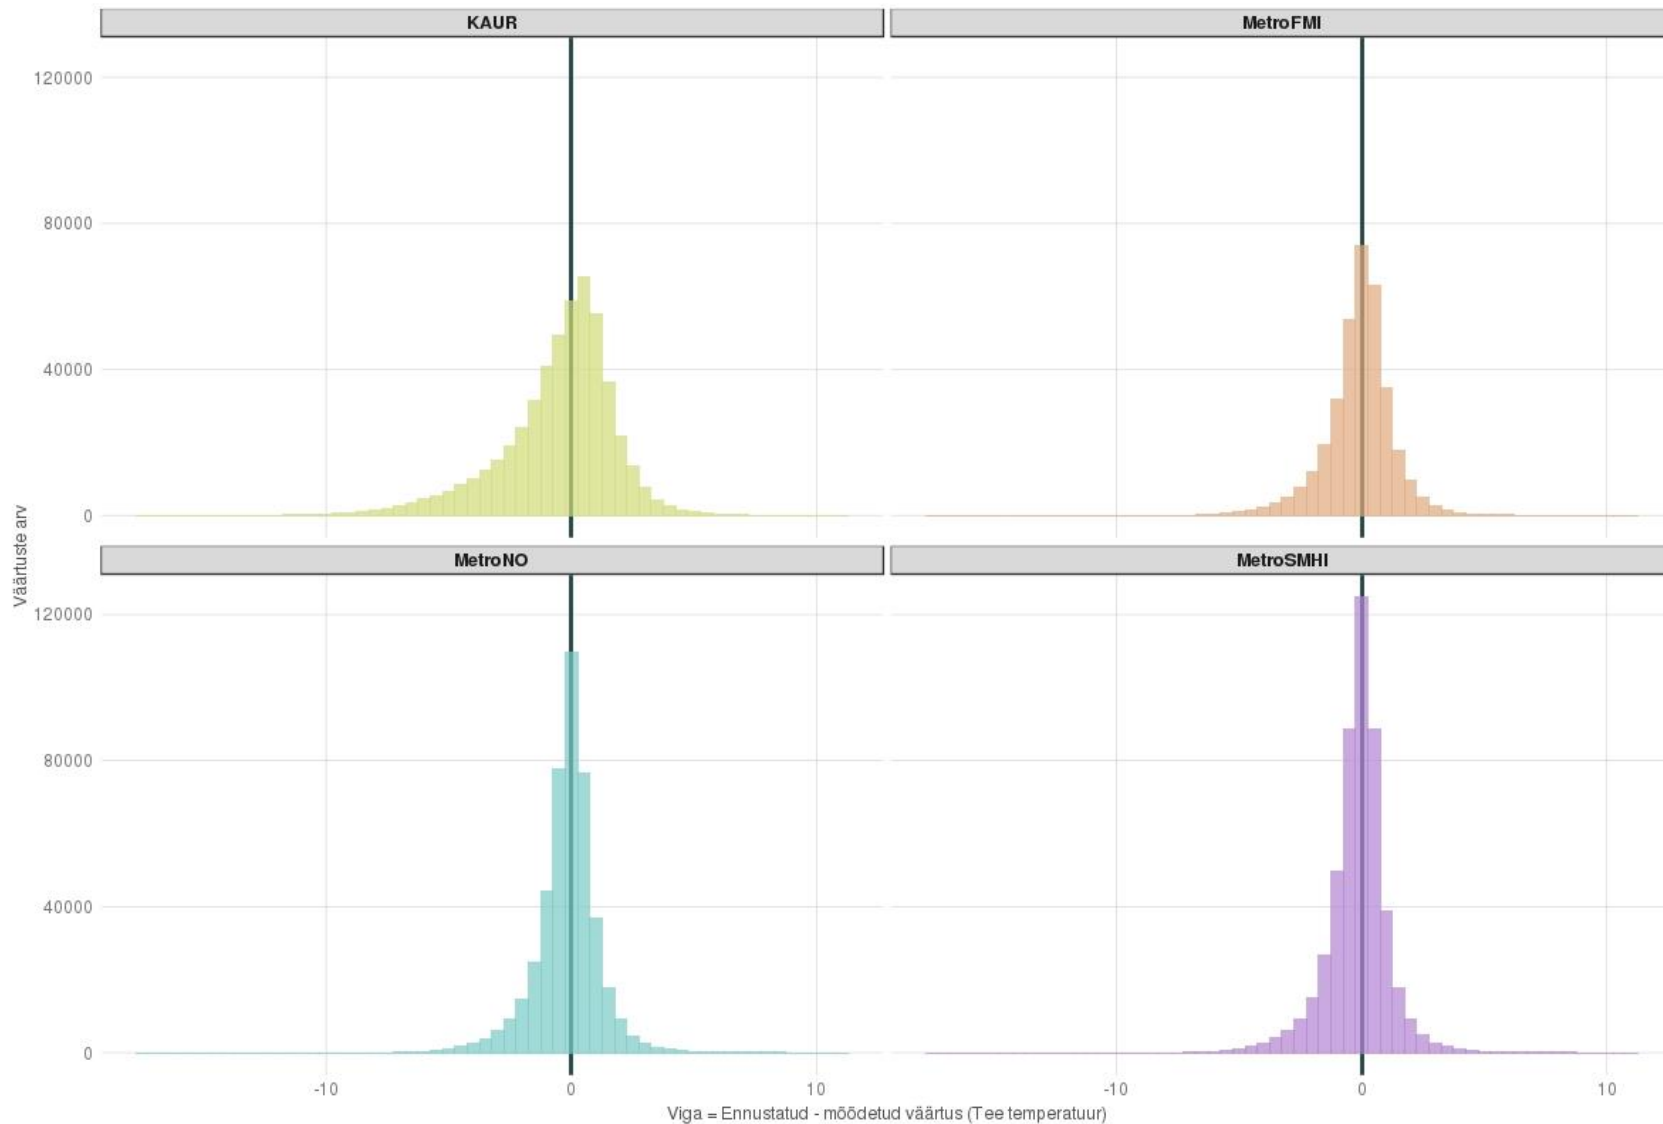 KAUR
MetroFMI
120000
80000
40000
0
Väärtuste arv
MetroNO
MetroSMHI
120000
80000
40000
0
-10
0
10
-10
0
10
Viga = Ennustatud - mõõdetud väärtus (Tee temperatuur)